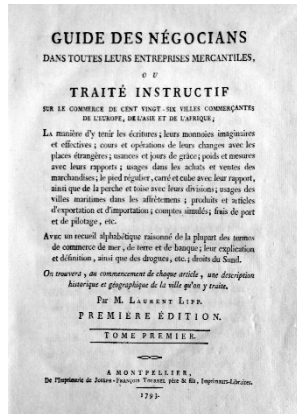 GUIDE DES NÉGOCIANS
DANS TOUTES LEURS ENTREPRISES MERCANTILES,
OU
TRAITÉ INSTRUCTIF
SUR LE COMMERCE DE CENT VINGT-SIX VILLES COMMERÇANTES
DE L'EUROPE, DE L'ASIE ET DE L'AFRIQUE;
LA manière d'y tenir les écritures; leurs monnoies imaginaires
et effectives; cours et opérations de leurs changes avec les
places étrangères; usances et jours de grâce; poids et mesures
avec leurs rapports; usages dans les achats et ventes des
marchandises; le pied régulier, carré et cube avec leur rapport,
ainsi que de la perche et toise avec leurs divisions; usages des
villes maritimes dans les affrétemens; produits et articles
d'exportation et d'importation; comptes simulés; frais de port
et de pilotage, etc.
AVEC un recueil alphabétique raisonné de la plupart des termes
de commerce de mer, de terre et de banque; leur explication
et définition, ainsi que des drogues, etc.; droits du Sund.
On trouvera, au commencement de chaque article, une description
historique et géographique de la ville qu'on y traite.
Par M. LAURENT LIPP.
PREMIÈRE ÉDITION.
TOME PREMIER.
A MONTPELLIER,
De l'Imprimerie de JOSEPH-FRANÇOIS TOURNEL père & fils, Imprimeurs-Libraires.
1793.